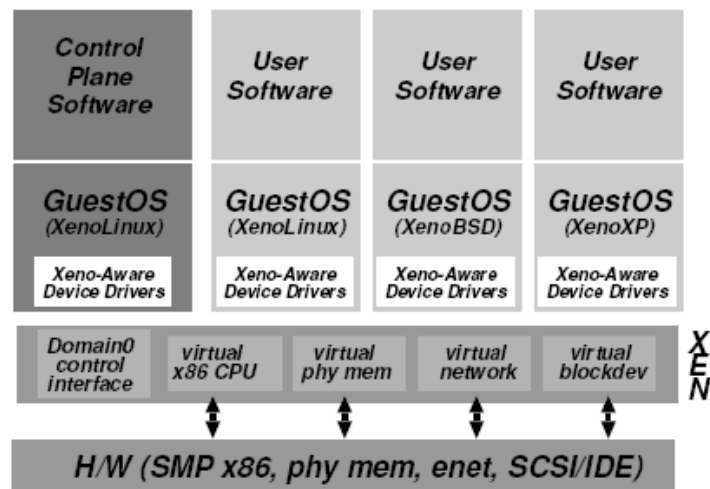 Control
Plane
Software
User
Software
User
Software
User
Software
GuestOS
(XenoLinux)
Xeno-Aware
Device Drivers
GuestOS
(XenoLinux)
Xeno-Aware
Device Drivers
GuestOS
(XenoBSD)
Xeno-Aware
Device Drivers
GuestOS
(XenoXP)
Xeno-Aware
Device Drivers
Domain0
control
interface
virtual
x86 CPU
virtual
phy mem
virtual
network
virtual
blockdev
XEN
H/W (SMP x86, phy mem, enet, SCSI/IDE)